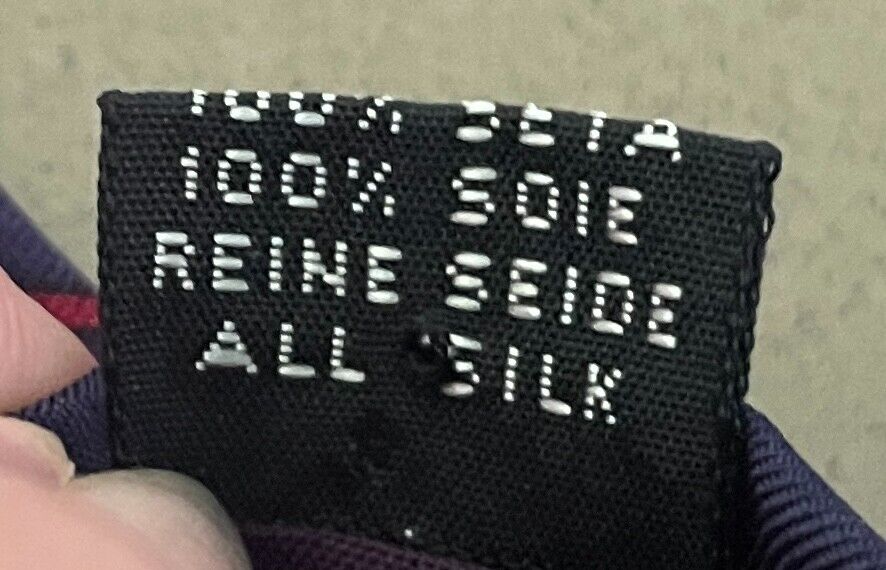 100% SETA
100% SOIE
REINE SEIDE
ALL SILK